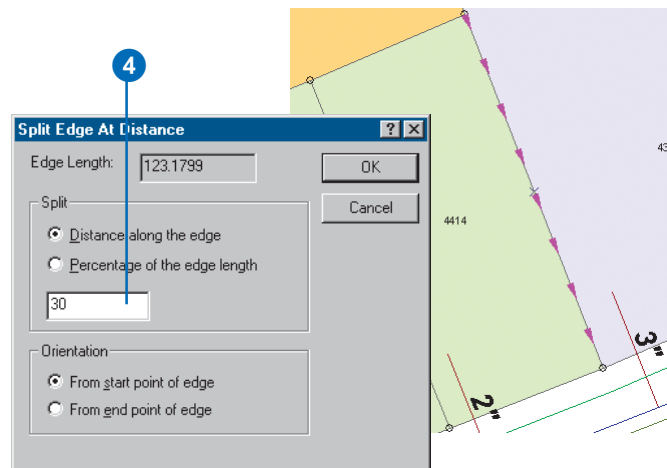 4
Split Edge At Distance
Edge Length: 123.1799
OK
Cancel
Split
Distance along the edge
Percentage of the edge length
30
Orientation
From start point of edge
From end point of edge
4414
43
2"
3"